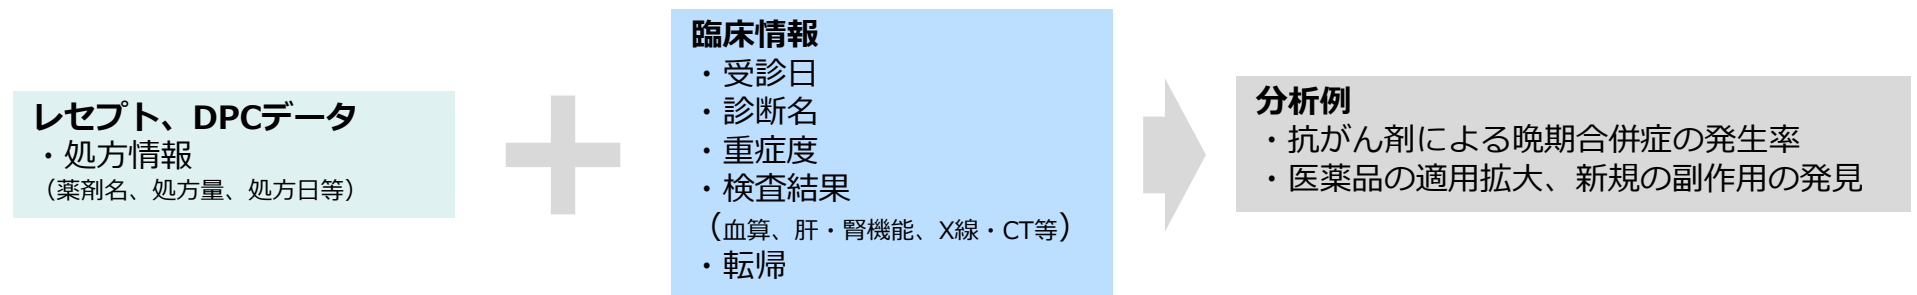 レセプト、DPCデータ
・処方情報
（薬剤名、処方量、処方日等）
臨床情報
・受診日
・診断名
・重症度
・検査結果
（血算、肝・腎機能、X線・CT等）
・転帰
分析例
・抗がん剤による晩期合併症の発生率
・医薬品の適用拡大、新規の副作用の発見